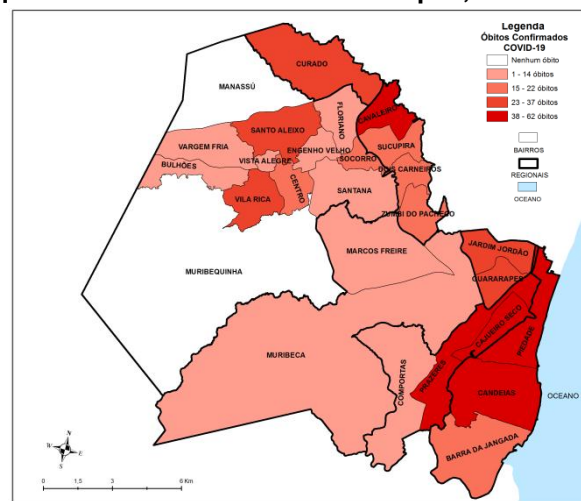 Legenda
Óbitos Confirmados
COVID-19
Nenhum óbito
1 - 14 óbitos
15 - 22 óbitos
23 - 37 óbitos
38 - 62 óbitos
BAIRROS
REGIONAIS
OCEANO
CURADO
MANASSÚ
CAVALEIRO
FLORIANO
SANTO ALEIXO
VARGEM FRIA
SUCUPIRA
ENGENHO VELHO
VISTA ALEGRE
SOCORRO
BULHÕES
DOIS CARNEIROS
CENTRO
SANTANA
VILA RICA
ZUMBI DO PACHECO
MARCOS FREIRE
JARDIM JORDÃO
GUARARAPES
MURIBEQUINHA
CAJUEIRO SECO
PIEDADE
MURIBECA
COMPORTAS
PRAZERES
CANDEIAS
OCEANO
BARRA DA JANGADA
N
W
E
S
0 1,5 3 6 Km